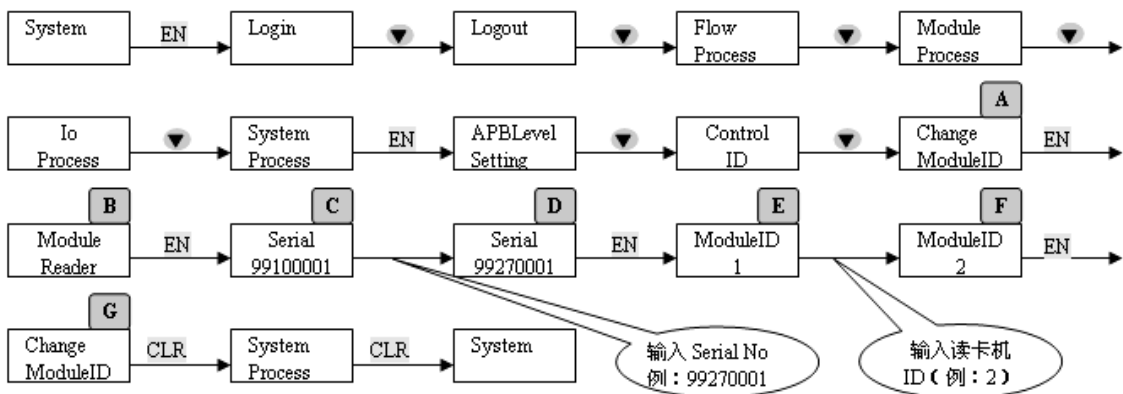 System
EN
Login
▼
Logout
▼
Flow
Process
▼
Module
Process
▼
Io
Process
▼
System
Process
EN
APBLevel
Setting
▼
Control
ID
▼
A
Change
ModuleID
EN
B
Module
Reader
EN
C
Serial
99100001
D
Serial
99270001
EN
E
ModuleID
1
F
ModuleID
2
EN
G
Change
ModuleID
CLR
System
Process
CLR
System
输入 Serial No
例：99270001
输入读卡机
ID（例：2）